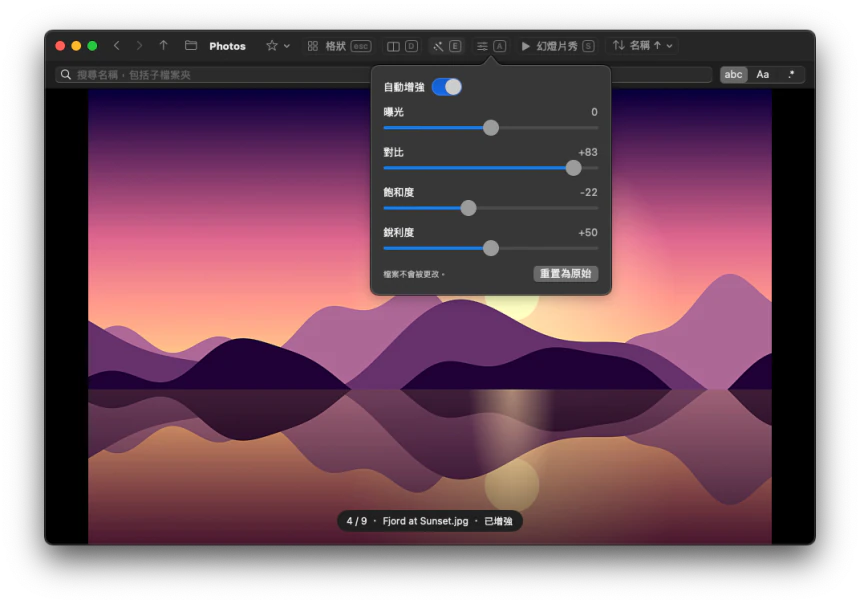 Photos
格狀 esc
D
E
A
幻燈片秀 S
名稱
搜尋名稱，包括子檔案夾
abc
Aa
.*
自動增強
曝光 0
對比 +83
飽和度 -22
銳利度 +50
檔案不會被更改。
重置為原始
4 / 9 · Fjord at Sunset.jpg · 已增強